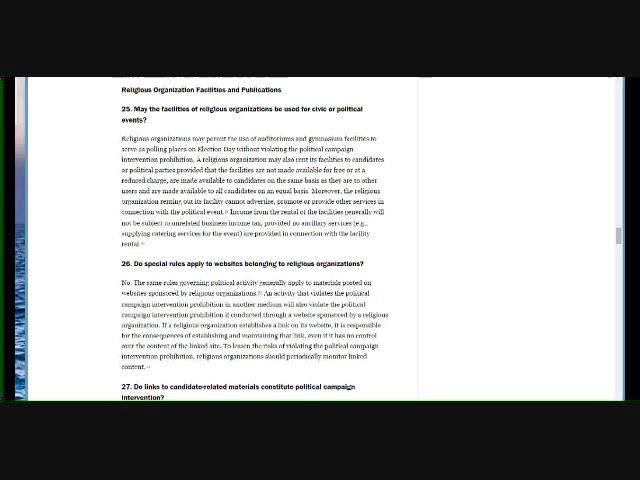 Religious Organization Facilities and Publications
25. May the facilities of religious organizations be used for civic or political
events?
Religious organizations may permit the use of auditoriums and gymnasium facilities to
serve as polling places on Election Day without violating the political campaign
intervention prohibition. A religious organization may also rent its facilities to candidates
or political parties provided that the facilities are not made available for free or at a
reduced charge, are made available to candidates on the same basis as they are to other
users and are made available to all candidates on an equal basis. Moreover, the religious
organization renting out its facility cannot advertise, promote or provide other services in
connection with the political event. Income from the rental of the facilities generally will
not be subject to unrelated business income tax, provided no ancillary services (e.g.,
supplying catering services for the event) are provided in connection with the facility
rental.
26. Do special rules apply to websites belonging to religious organizations?
No. The same rules governing political activity generally apply to materials posted on
websites sponsored by religious organizations. An activity that violates the political
campaign intervention prohibition in another medium will also violate the political
campaign intervention prohibition if conducted through a website sponsored by a religious
organization. If a religious organization establishes a link on its website, it is responsible
for the consequences of establishing and maintaining that link, even if it has no control
over the content of the linked site. To lessen the risks of violating the political campaign
intervention prohibition, religious organizations should periodically monitor linked
content.
27. Do links to candidate-related materials constitute political campaign
intervention?